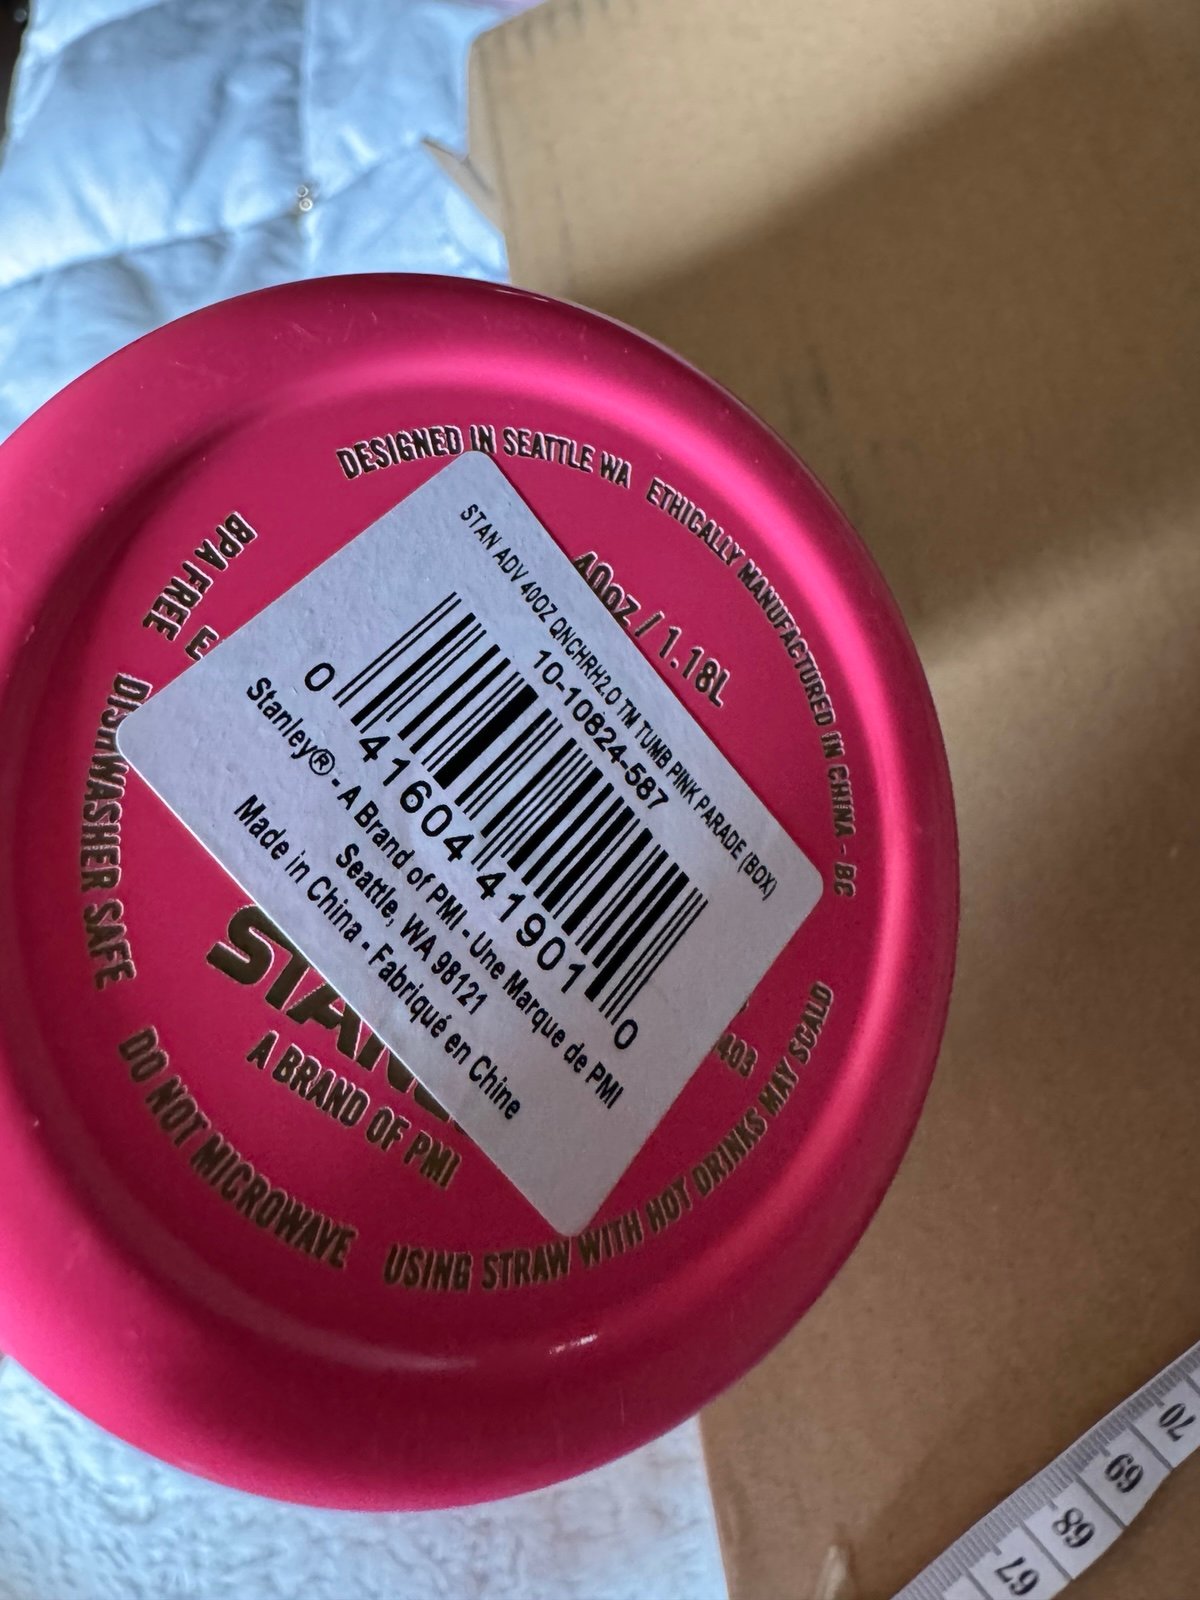 DESIGNED IN SEATTLE WA ETHICALLY MANUFACTURED IN CHINA - BC
BPA FREE
40OZ / 1.18L
STAN ADV 40OZ QNCHRH2.O TM TUMB PINK PARADE (BOX)
10-10824-587
0 41604 41901 0
Stanley® - A Brand of PMI - Une Marque de PMI
Seattle, WA 98121
Made in China - Fabriqué en Chine
A BRAND OF PMI
DISHWASHER SAFE
DO NOT MICROWAVE
USING STRAW WITH HOT DRINKS MAY SCALD
67
68
69
70